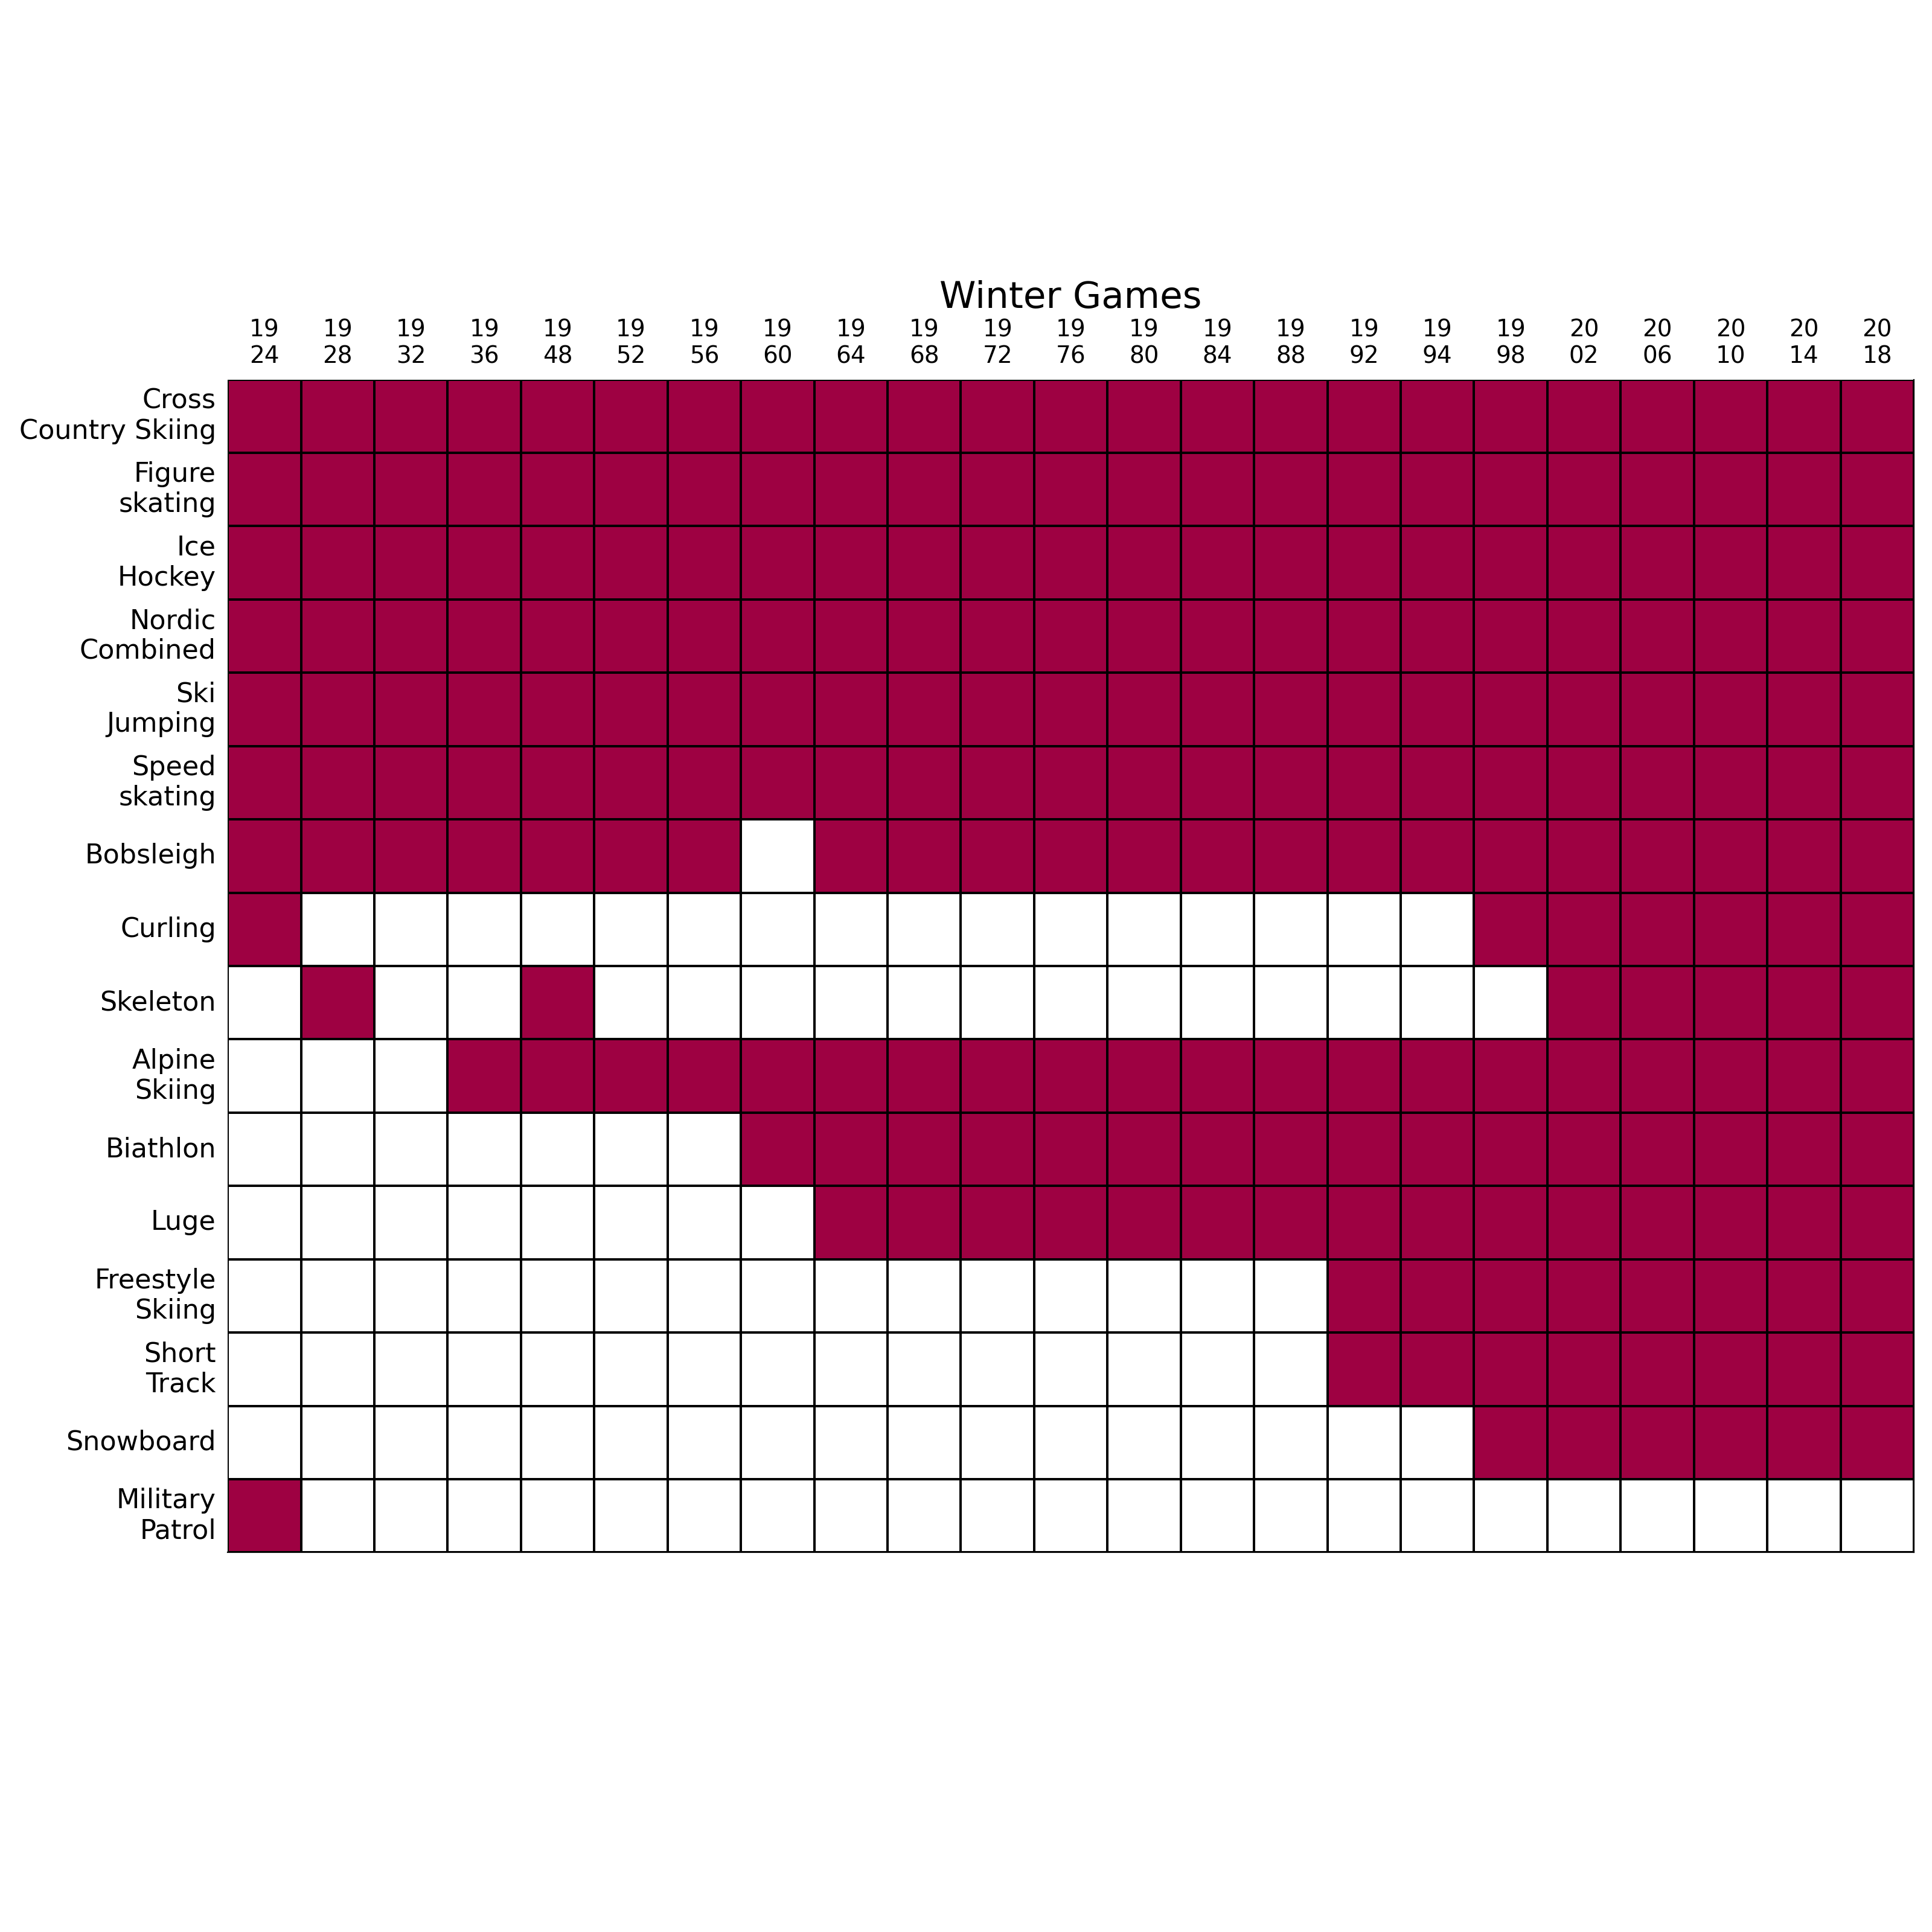 Winter Games
19 19 19 19 19 19 19 19 19 19 19 19 19 19 19 19 19 19 20 20 20 20 20
24 28 32 36 48 52 56 60 64 68 72 76 80 84 88 92 94 98 02 06 10 14 18
Cross
Country Skiing
Figure
skating
Ice
Hockey
Nordic
Combined
Ski
Jumping
Speed
skating
Bobsleigh
Curling
Skeleton
Alpine
Skiing
Biathlon
Luge
Freestyle
Skiing
Short
Track
Snowboard
Military
Patrol